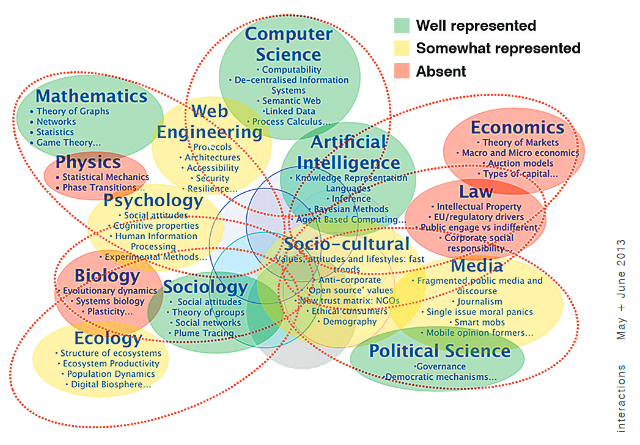 Well represented
Somewhat represented
Absent
Computer
Science
• Computability
• De-centralised Information
Systems
• Semantic Web
•Linked Data
• Process Calculus...
Mathematics
• Theory of Graphs
• Networks
• Statistics
• Game Theory...
Web
Engineering
• Protocols
• Architectures
• Accessibility
• Security
• Resilience...
Artificial
Intelligence
• Knowledge Representation
Languages
• Inference
• Bayesian Methods
Agent Based Computing...
Economics
• Theory of Markets
• Macro and Micro economics
• Auction models
• Types of capital...
Physics
• Statistical Mechanics
• Phase Transitions...
Law
• Intellectual Property
• EU/regulatory drivers
Public engage vs indifferent
• Corporate social
responsibility...
Psychology
• Social attitudes
• Cognitive properties
• Human Information
Processing
• Experimental Methods...
Socio-cultural
Values, attitudes and lifestyles: fast
trends
• Anti-corporate
'Open source' values
• New trust matrix: NGOs
• Ethical consumers
• Demography
Media
• Fragmented public media and
discourse
• Journalism
• Single issue moral panics
• Smart mobs
• Mobile opinion formers...
Biology
• Evolutionary dynamics
• Systems biology
• Plasticity...
Sociology
• Social attitudes
• Theory of groups
• Social networks
• Plume Tracing...
Ecology
• Structure of ecosystems
• Ecosystem Productivity
• Population Dynamics
• Digital Biosphere...
Political Science
• Governance
•Democratic mechanisms...
interactions May + June 2013